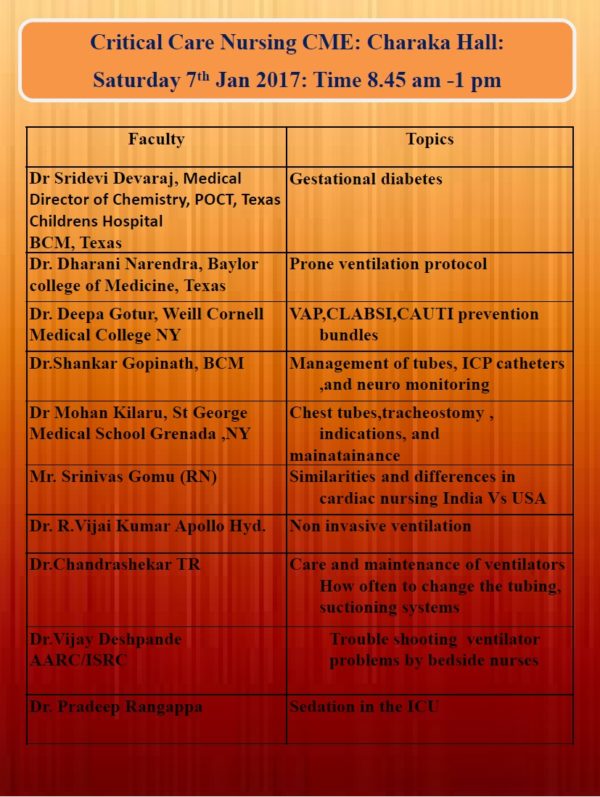 Critical Care Nursing CME: Charaka Hall:
Saturday 7th Jan 2017: Time 8.45 am -1 pm
Faculty
Topics
Dr Sridevi Devaraj, Medical
Director of Chemistry, POCT, Texas
Childrens Hospital
BCM, Texas
Gestational diabetes
Dr. Dharani Narendra, Baylor
college of Medicine, Texas
Prone ventilation protocol
Dr. Deepa Gotur, Weill Cornell
Medical College NY
VAP,CLABSI,CAUTI prevention
bundles
Dr.Shankar Gopinath, BCM
Management of tubes, ICP catheters
,and neuro monitoring
Dr Mohan Kilaru, St George
Medical School Grenada ,NY
Chest tubes,tracheostomy ,
indications, and
mainatainance
Mr. Srinivas Gomu (RN)
Similarities and differences in
cardiac nursing India Vs USA
Dr. R.Vijai Kumar Apollo Hyd.
Non invasive ventilation
Dr.Chandrashekar TR
Care and maintenance of ventilators
How often to change the tubing,
suctioning systems
Dr.Vijay Deshpande
AARC/ISRC
Trouble shooting ventilator
problems by bedside nurses
Dr. Pradeep Rangappa
Sedation in the ICU